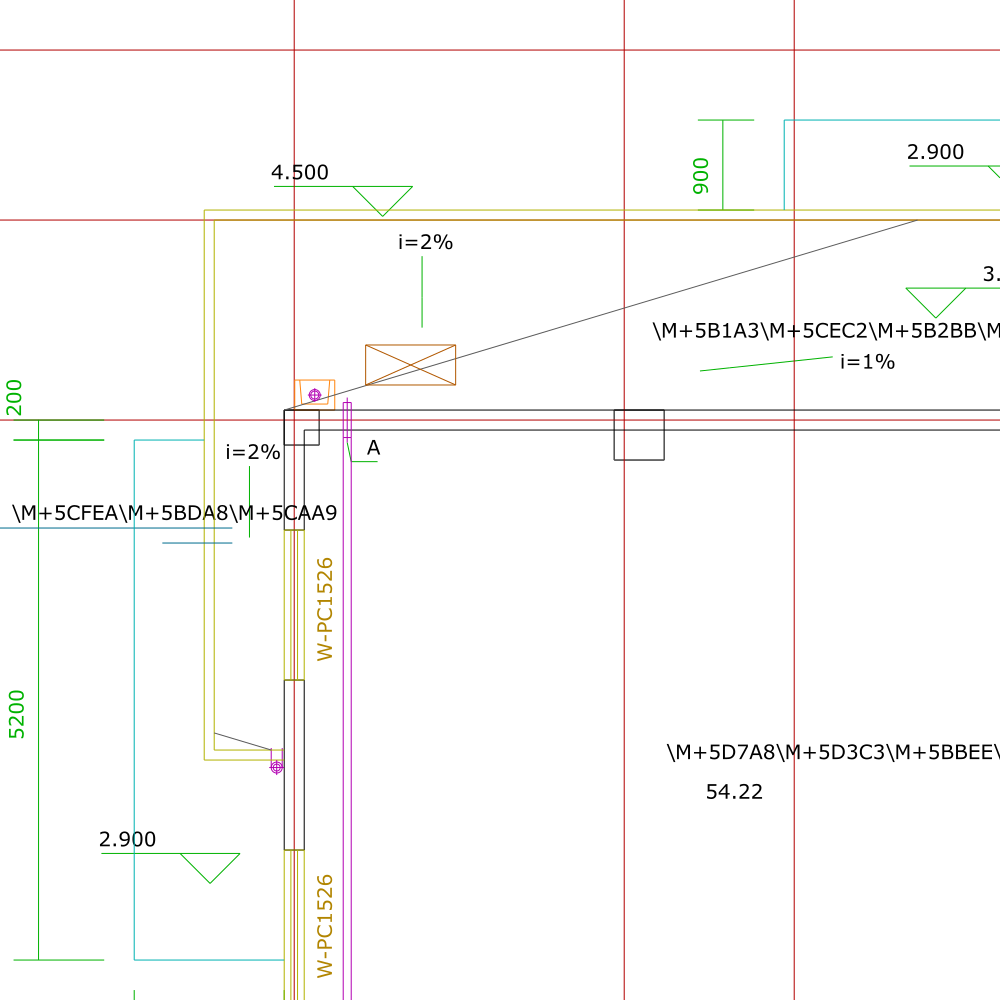 2.900
4.500
900
i=2%
3.
\M+5B1A3\M+5CEC2\M+5B2BB\M
i=1%
200
A
i=2%
\M+5CFEA\M+5BDA8\M+5CAA9
W-PC1526
5200
\M+5D7A8\M+5D3C3\M+5BBEE\
54.22
2.900
W-PC1526